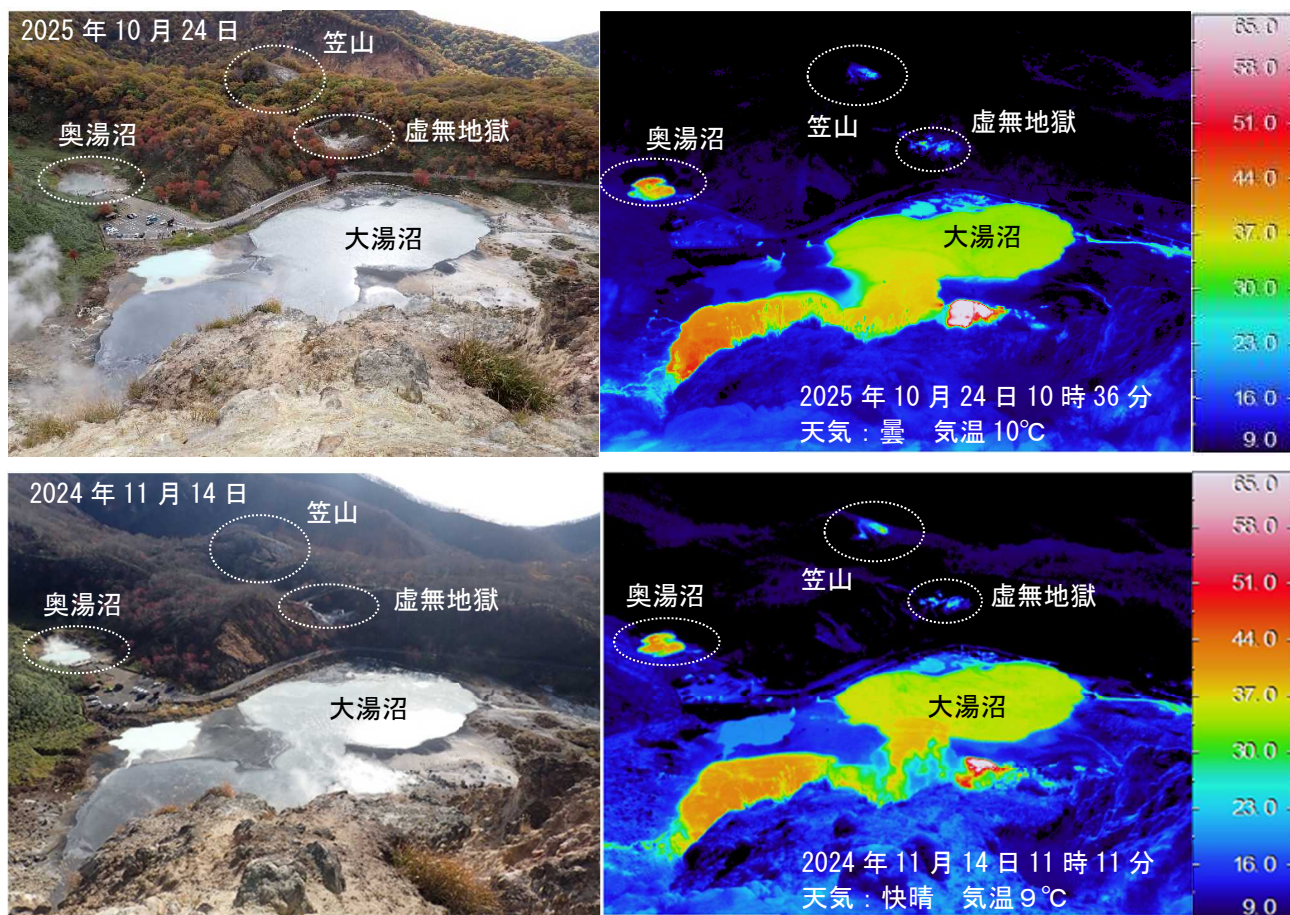 2025年10月24日
笠山
虚無地獄
奥湯沼
大湯沼
笠山
虚無地獄
奥湯沼
大湯沼
2025年10月24日10時36分
天気：曇　気温10℃
65.0
58.0
51.0
44.0
37.0
30.0
23.0
16.0
9.0
2024年11月14日
笠山
虚無地獄
奥湯沼
大湯沼
笠山
虚無地獄
奥湯沼
大湯沼
2024年11月14日11時11分
天気：快晴　気温9℃
65.0
58.0
51.0
44.0
37.0
30.0
23.0
16.0
9.0